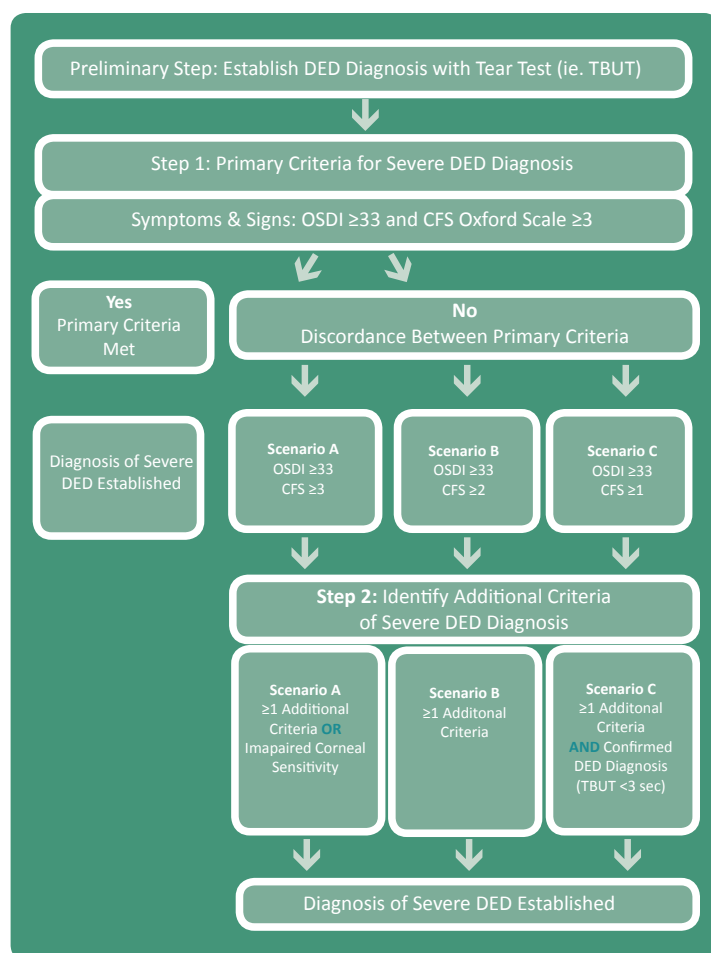 Preliminary Step: Establish DED Diagnosis with Tear Test (ie. TBUT)
Step 1: Primary Criteria for Severe DED Diagnosis
Symptoms & Signs: OSDI ≥33 and CFS Oxford Scale ≥3
Yes
Primary Criteria
Met
No
Discordance Between Primary Criteria
Diagnosis of Severe
DED Established
Scenario A
OSDI ≥33
CFS ≥3
Scenario B
OSDI ≥33
CFS ≥2
Scenario C
OSDI ≥33
CFS ≥1
Step 2: Identify Additional Criteria
of Severe DED Diagnosis
Scenario A
≥1 Additional
Criteria OR
Imapaired Corneal
Sensitivity
Scenario B
≥1 Additonal
Criteria
Scenario C
≥1 Additonal
Criteria
AND Confirmed
DED Diagnosis
(TBUT <3 sec)
Diagnosis of Severe DED Established